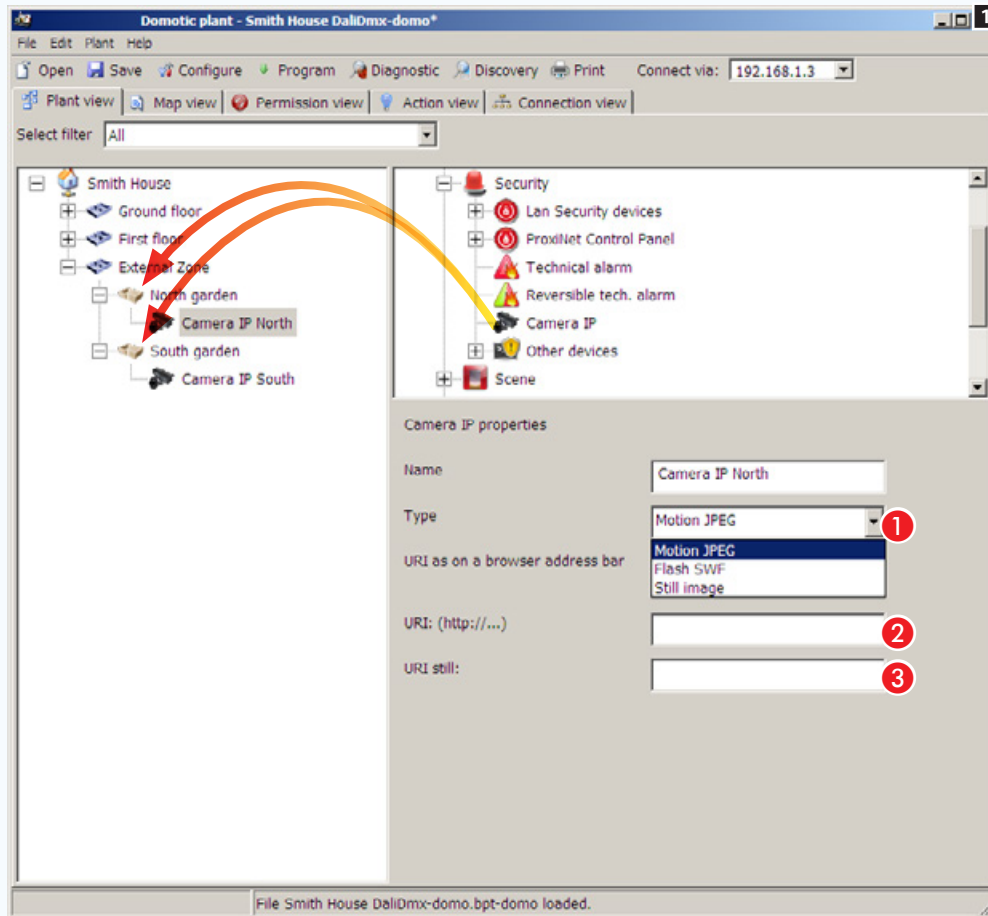 Domotic plant - Smith House DaliDmx-domo*
1
File Edit Plant Help
Open Save Configure Program Diagnostic Discovery Print Connect via: 192.168.1.3
Plant view Map view Permission view Action view Connection view
Select filter All
Smith House
Ground floor
First floor
External Zone
North garden
Camera IP North
South garden
Camera IP South
Security
Lan Security devices
ProxiNet Control Panel
Technical alarm
Reversible tech. alarm
Camera IP
Other devices
Scene
Camera IP properties
Name Camera IP North
Type Motion JPEG 1
Motion JPEG
URI as on a browser address bar Flash SWF
Still image
URI: (http://...) 2
URI still: 3
File Smith House DaliDmx-domo.bpt-domo loaded.